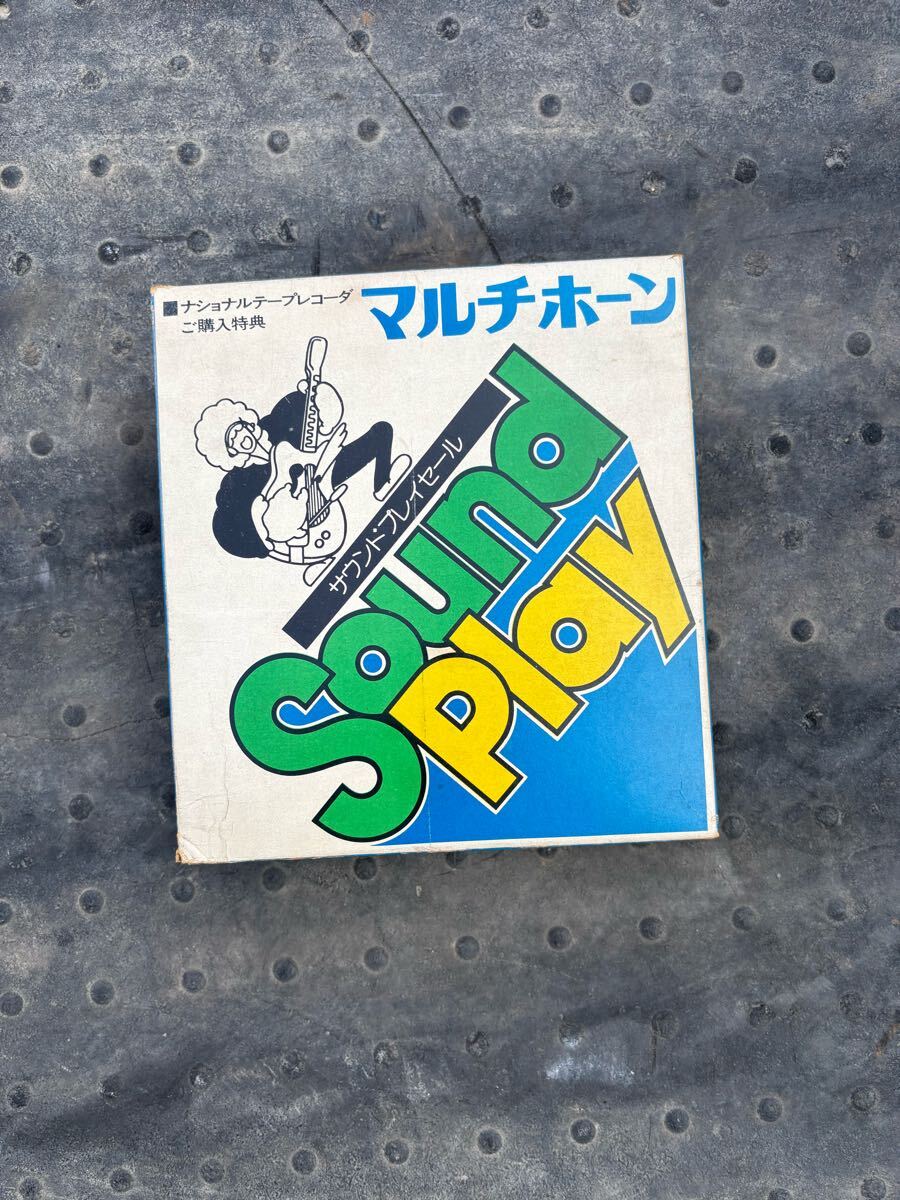 ■ナショナルテープレコーダ
ご購入特典
マルチホーン
サウンド・プレイセール
Sound
Play